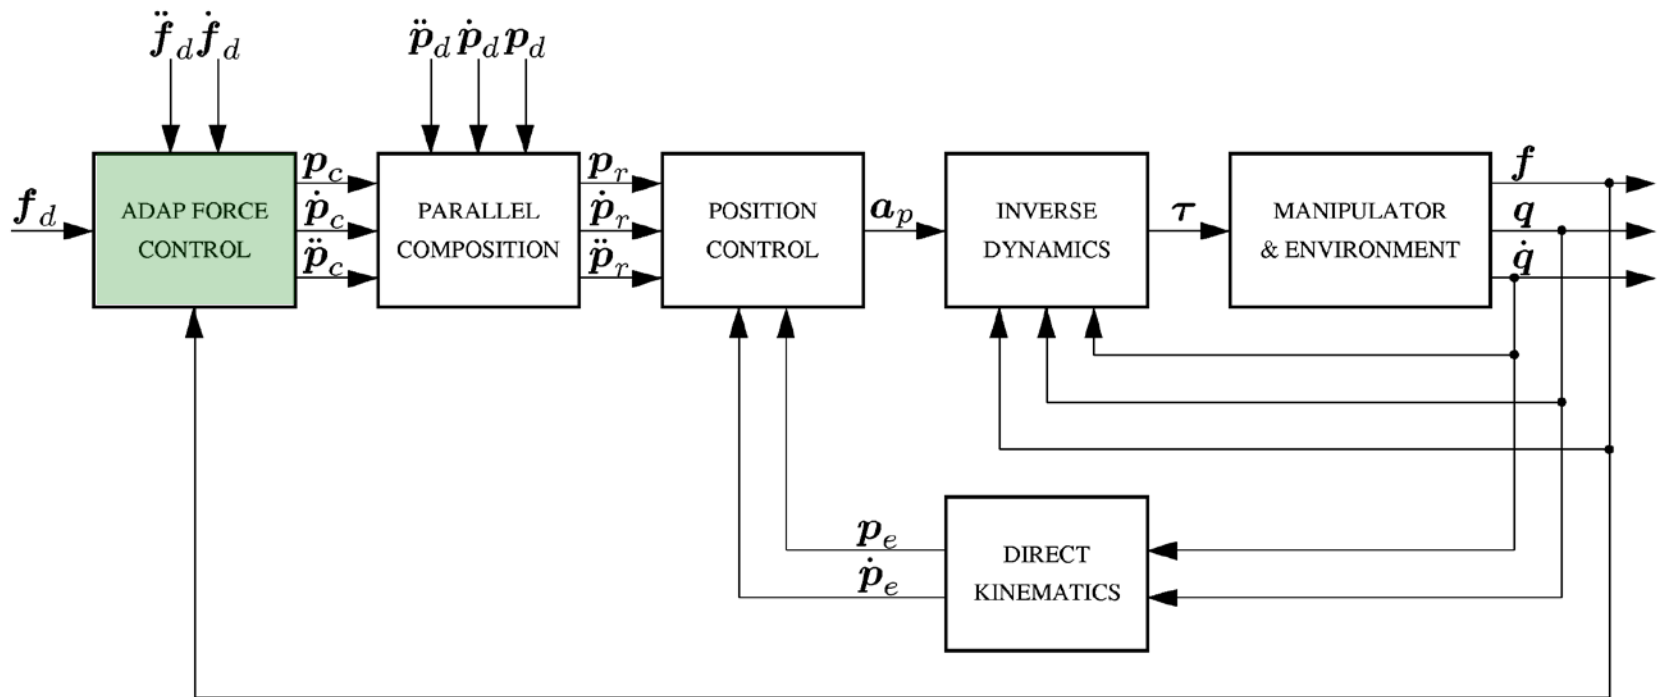 f̈_d ḟ_d
p̈_d ṗ_d p_d
f_d
ADAP FORCE
CONTROL
p_c
ṗ_c
p̈_c
PARALLEL
COMPOSITION
p_r
ṗ_r
p̈_r
POSITION
CONTROL
a_p
INVERSE
DYNAMICS
τ
MANIPULATOR
& ENVIRONMENT
f
q
q̇
p_e
ṗ_e
DIRECT
KINEMATICS